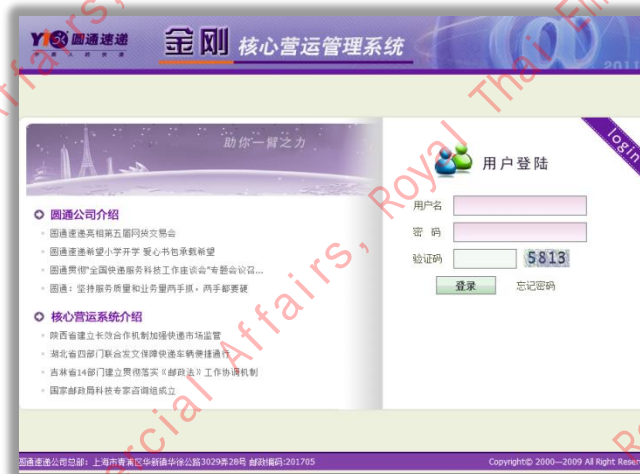 YTO 圆通速递
中国人的快递
金刚 核心营运管理系统
2011
助你一臂之力
login
用户登陆
圆通公司介绍
圆通速递亮相第五届网货交易会
圆通速递希望小学开学 爱心书包承载希望
圆通贯彻“全国快递服务科技工作座谈会”专题会议召...
圆通:坚持服务质量和业务量两手抓,两手都要硬
核心营运系统介绍
陕西省建立长效合作机制加强快递市场监管
湖北省四部门联合发文保障快递车辆便捷通行
吉林省14部门建立贯彻落实《邮政法》工作协调机制
国家邮政局科技专家咨询组成立
用户名
密 码
验证码 5813
登录 忘记密码
圆通速递公司总部:上海市青浦区华新镇华徐公路3029弄28号 邮政编码:201705
Copyright© 2000—2009 All Right Reser
Affairs, Royal Thai Em